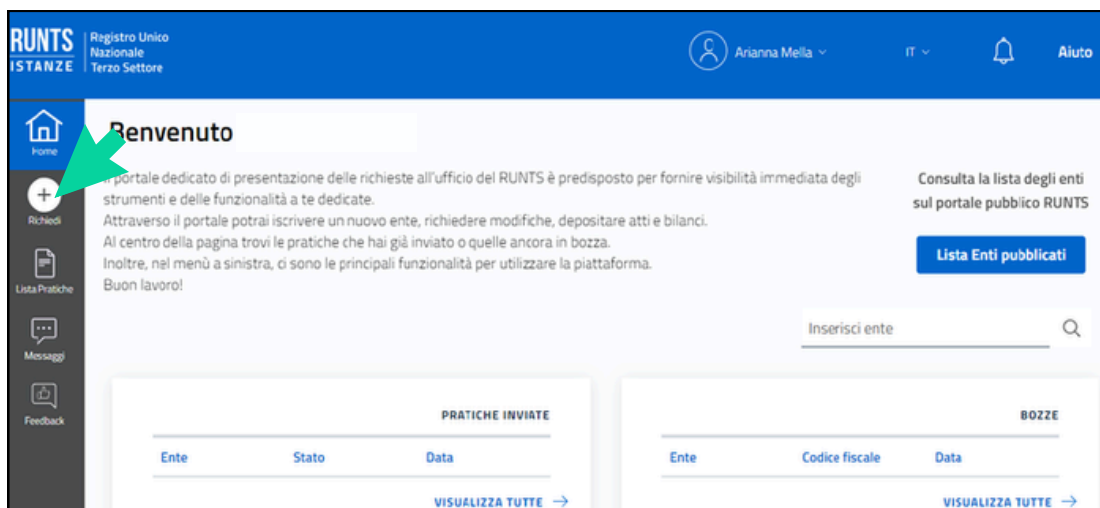 RUNTS
ISTANZE
Registro Unico
Nazionale
Terzo Settore
Arianna Mella
IT
Aiuto
Home
Richiedi
Lista Pratiche
Messaggi
Feedback
Benvenuto
Il portale dedicato di presentazione delle richieste all'ufficio del RUNTS è predisposto per fornire visibilità immediata degli
strumenti e delle funzionalità a te dedicate.
Attraverso il portale potrai iscrivere un nuovo ente, richiedere modifiche, depositare atti e bilanci.
Al centro della pagina trovi le pratiche che hai già inviato o quelle ancora in bozza.
Inoltre, nel menù a sinistra, ci sono le principali funzionalità per utilizzare la piattaforma.
Buon lavoro!
Consulta la lista degli enti
sul portale pubblico RUNTS
Lista Enti pubblicati
Inserisci ente
PRATICHE INVIATE
Ente Stato Data
VISUALIZZA TUTTE
BOZZE
Ente Codice fiscale Data
VISUALIZZA TUTTE